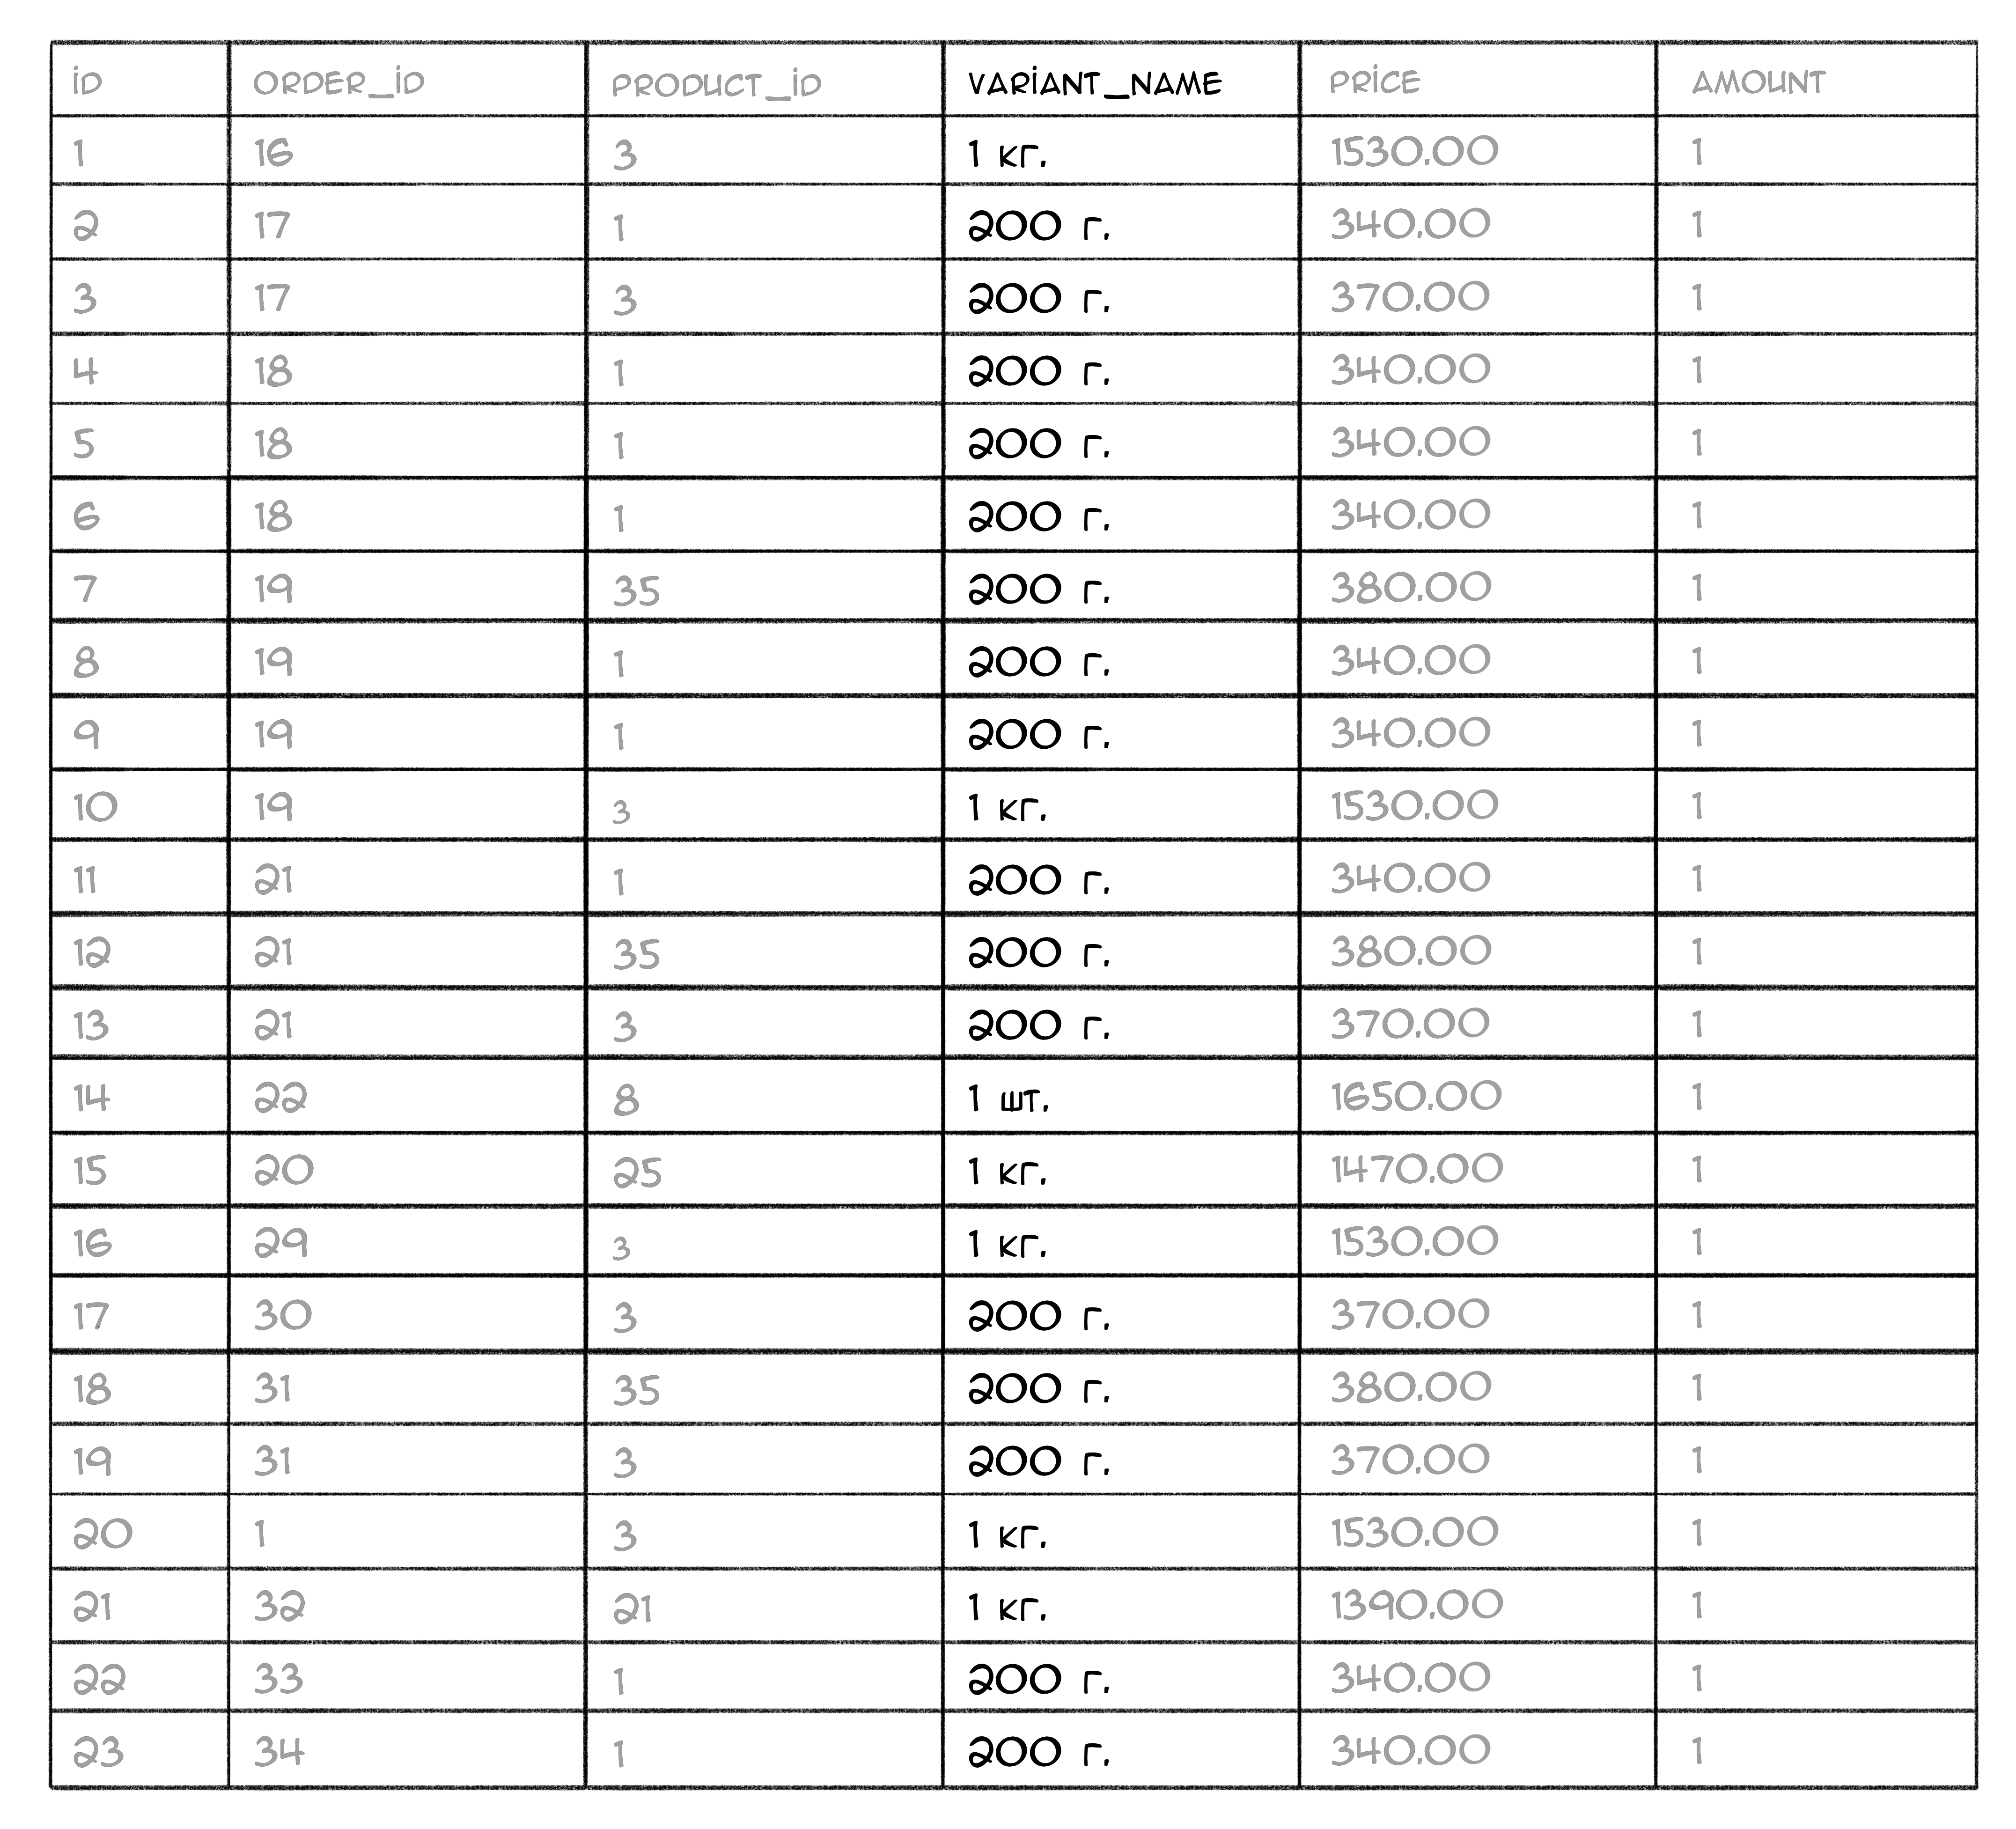 ID ORDER_ID PRODUCT_ID VARIANT_NAME PRICE AMOUNT
1 16 3 1 кг. 1530.00 1
2 17 1 200 г. 340.00 1
3 17 3 200 г. 370.00 1
4 18 1 200 г. 340.00 1
5 18 1 200 г. 340.00 1
6 18 1 200 г. 340.00 1
7 19 35 200 г. 380.00 1
8 19 1 200 г. 340.00 1
9 19 1 200 г. 340.00 1
10 19 3 1 кг. 1530.00 1
11 21 1 200 г. 340.00 1
12 21 35 200 г. 380.00 1
13 21 3 200 г. 370.00 1
14 22 8 1 шт. 1650.00 1
15 20 25 1 кг. 1470.00 1
16 29 3 1 кг. 1530.00 1
17 30 3 200 г. 370.00 1
18 31 35 200 г. 380.00 1
19 31 3 200 г. 370.00 1
20 1 3 1 кг. 1530.00 1
21 32 21 1 кг. 1390.00 1
22 33 1 200 г. 340.00 1
23 34 1 200 г. 340.00 1